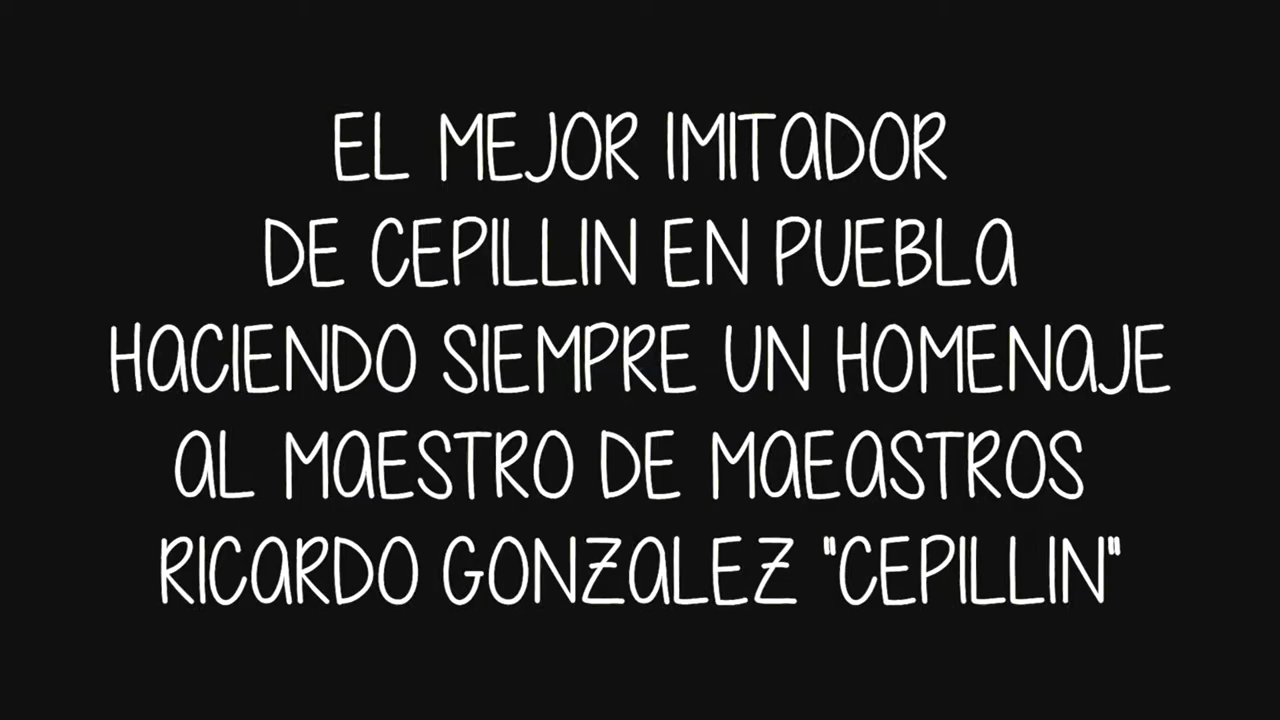 EL MEJOR IMITADOR
DE CEPILLIN EN PUEBLA
HACIENDO SIEMPRE UN HOMENAJE
AL MAESTRO DE MAEASTROS
RICARDO GONZALEZ "CEPILLIN"